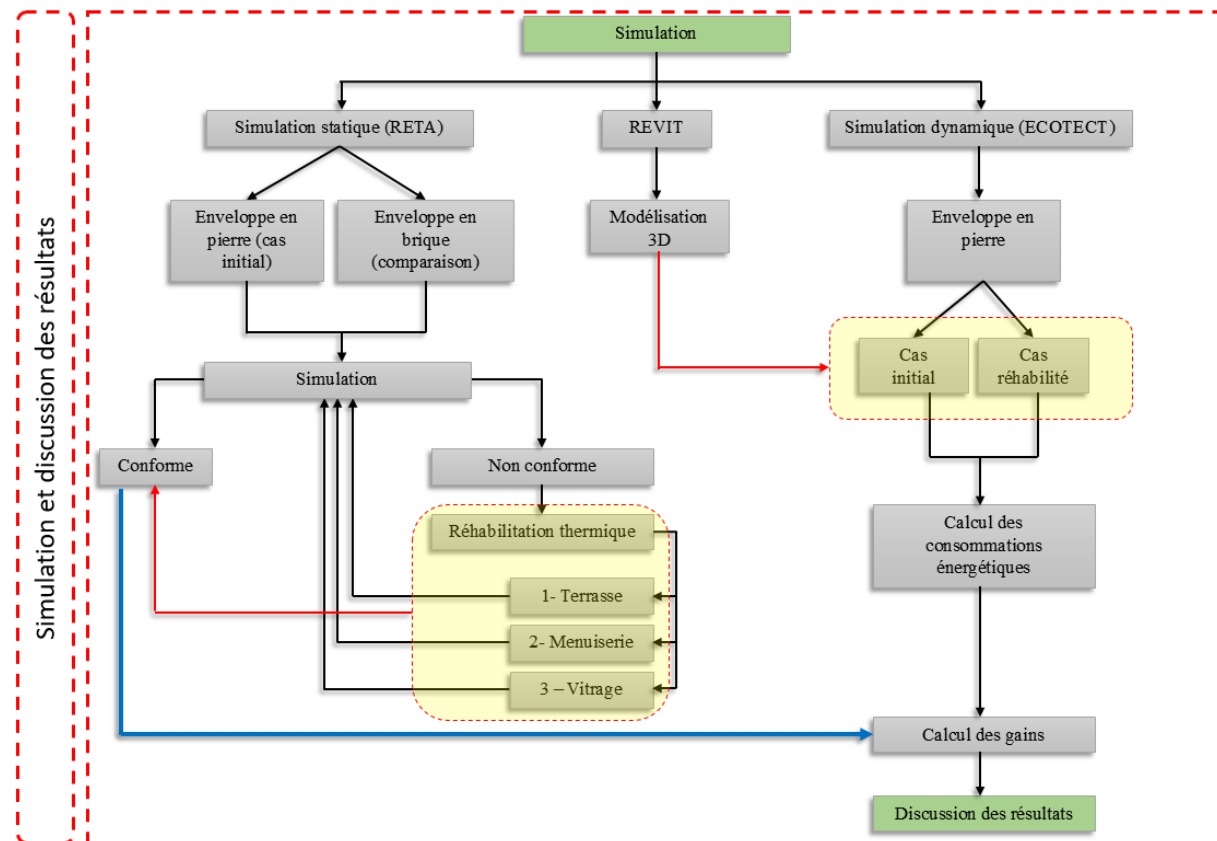 Simulation et discussion des résultats
Simulation
Simulation statique (RETA)
REVIT
Simulation dynamique (ECOTECT)
Enveloppe en
pierre (cas
initial)
Enveloppe en
brique
(comparaison)
Modélisation
3D
Enveloppe en
pierre
Cas
initial
Cas
réhabilité
Simulation
Conforme
Non conforme
Réhabilitation thermique
1- Terrasse
2- Menuiserie
3 – Vitrage
Calcul des
consommations
énergétiques
Calcul des gains
Discussion des résultats